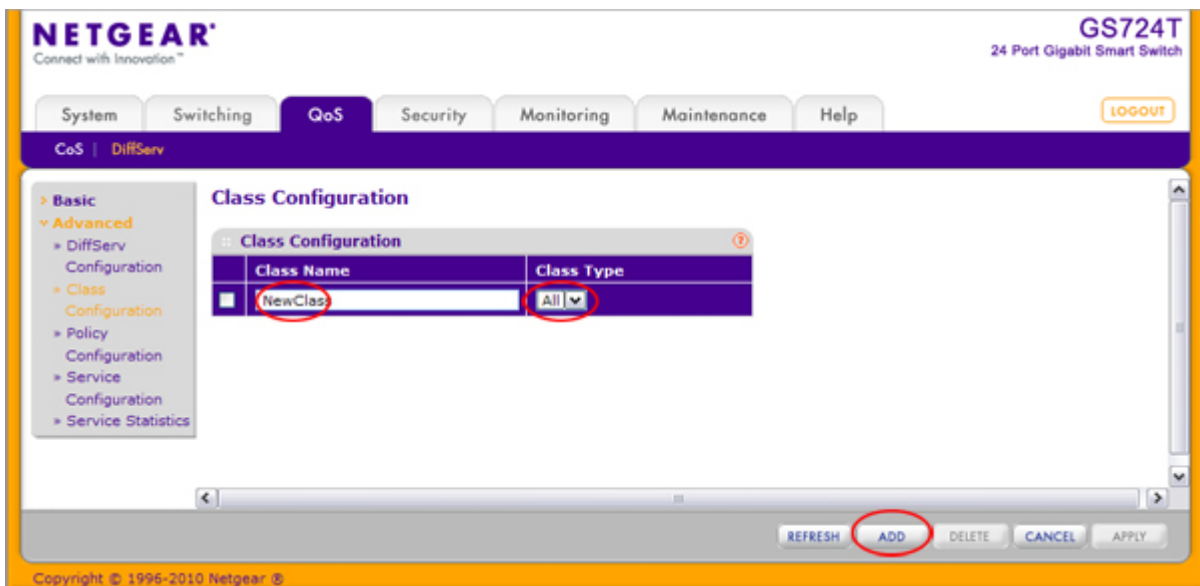 NETGEAR®
Connect with Innovation™
GS724T
24 Port Gigabit Smart Switch
System
Switching
QoS
Security
Monitoring
Maintenance
Help
LOGOUT
CoS | DiffServ
Basic
Advanced
» DiffServ
Configuration
» Class
Configuration
» Policy
Configuration
» Service
Configuration
» Service Statistics
Class Configuration
Class Configuration
?
Class Name
Class Type
NewClass
All
REFRESH
ADD
DELETE
CANCEL
APPLY
Copyright © 1996-2010 Netgear ®